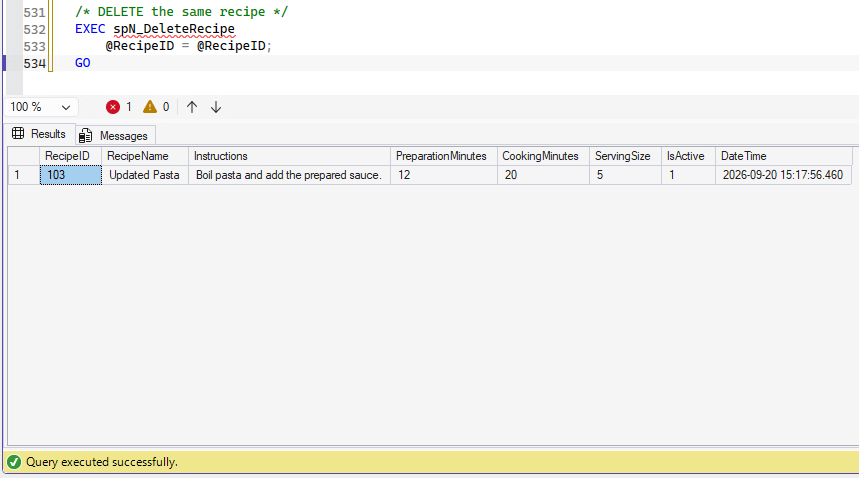 531 /* DELETE the same recipe */
532 EXEC spN_DeleteRecipe
533 @RecipeID = @RecipeID;
534 GO
100 % 1 0
Results Messages
RecipeID RecipeName Instructions PreparationMinutes CookingMinutes ServingSize IsActive DateTime
1 103 Updated Pasta Boil pasta and add the prepared sauce. 12 20 5 1 2026-09-20 15:17:56.460
Query executed successfully.